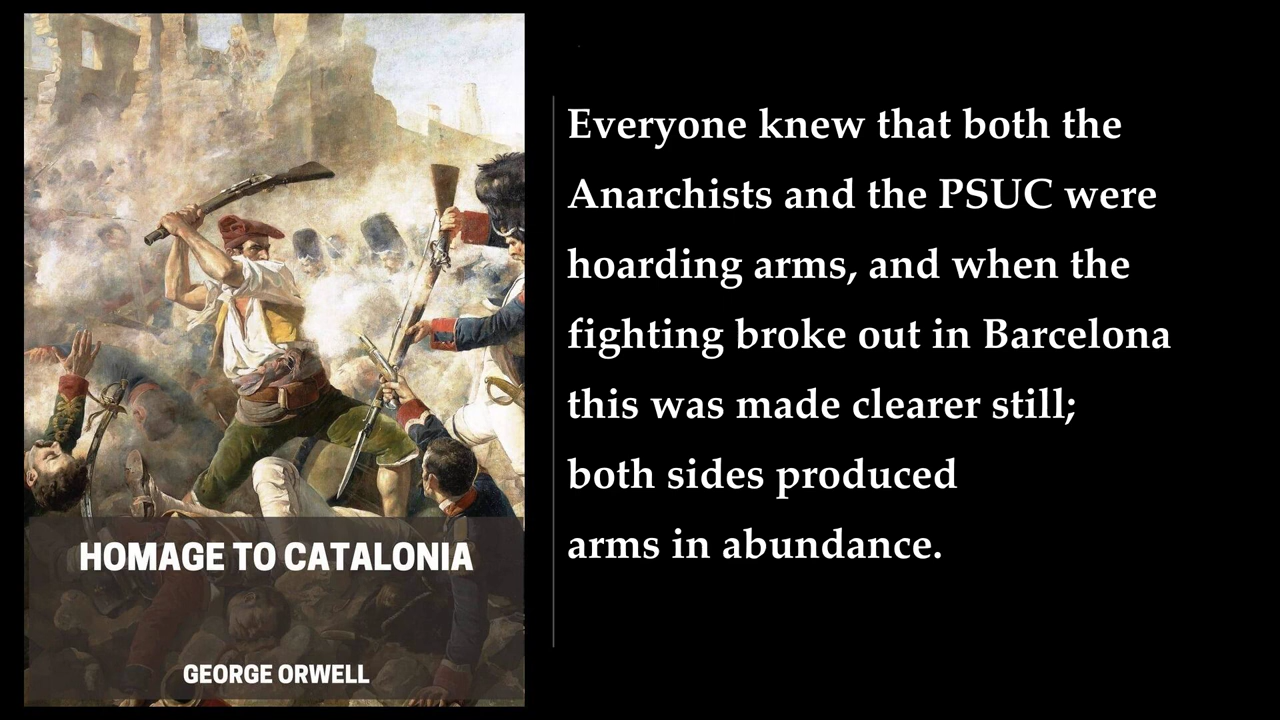 HOMAGE TO CATALONIA
GEORGE ORWELL
Everyone knew that both the
Anarchists and the PSUC were
hoarding arms, and when the
fighting broke out in Barcelona
this was made clearer still;
both sides produced
arms in abundance.